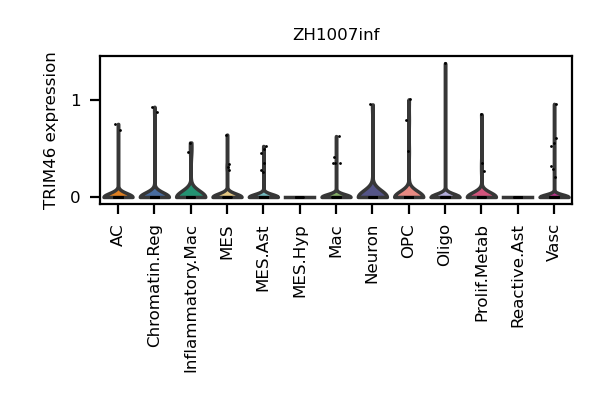 ZH1007inf
TRIM46 expression
1
0
AC
Chromatin.Reg
Inflammatory.Mac
MES
MES.Ast
MES.Hyp
Mac
Neuron
OPC
Oligo
Prolif.Metab
Reactive.Ast
Vasc